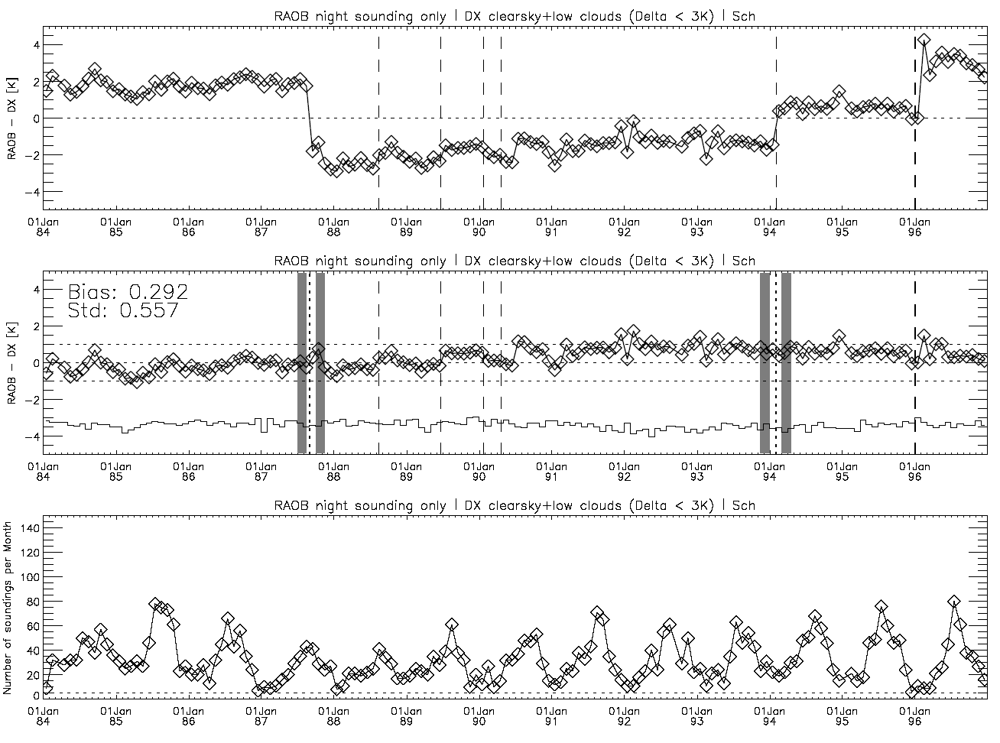 RAOB night sounding only | DX clearsky+low clouds (Delta < 3K) | Sch
RAOB - DX [K]
4
2
0
-2
-4
01Jan 01Jan 01Jan 01Jan 01Jan 01Jan 01Jan 01Jan 01Jan 01Jan 01Jan 01Jan 01Jan
84 85 86 87 88 89 90 91 92 93 94 95 96
RAOB night sounding only | DX clearsky+low clouds (Delta < 3K) | Sch
RAOB - DX [K]
Bias: 0.292
Std: 0.557
4
2
0
-2
-4
01Jan 01Jan 01Jan 01Jan 01Jan 01Jan 01Jan 01Jan 01Jan 01Jan 01Jan 01Jan 01Jan
84 85 86 87 88 89 90 91 92 93 94 95 96
RAOB night sounding only | DX clearsky+low clouds (Delta < 3K) | Sch
Number of soundings per Month
140
120
100
80
60
40
20
0
01Jan 01Jan 01Jan 01Jan 01Jan 01Jan 01Jan 01Jan 01Jan 01Jan 01Jan 01Jan 01Jan
84 85 86 87 88 89 90 91 92 93 94 95 96